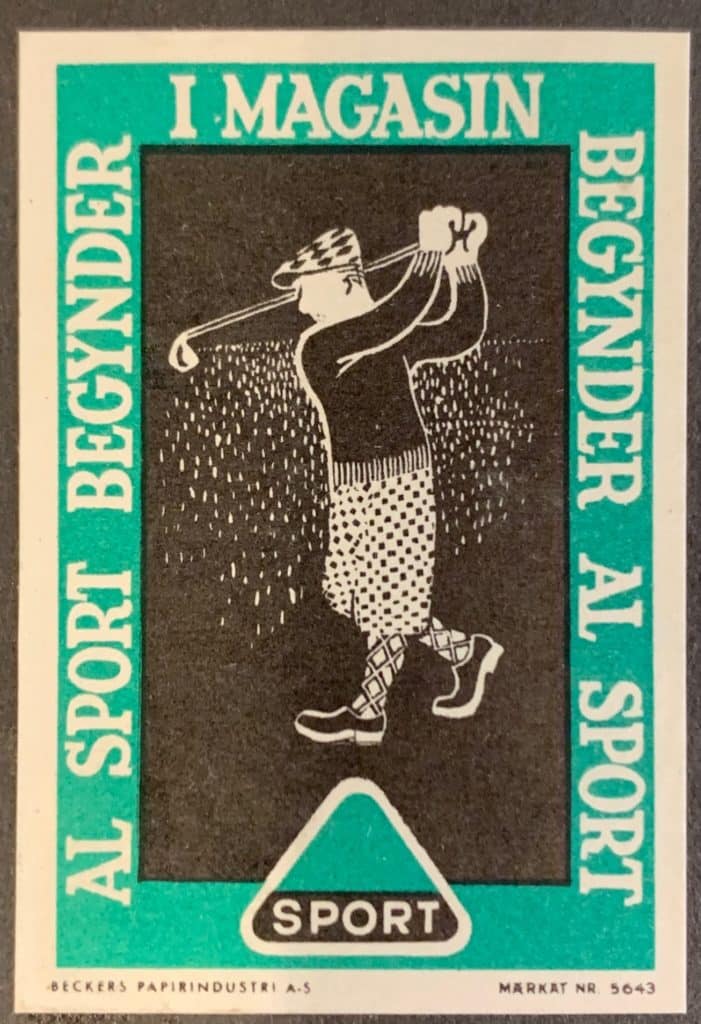 I MAGASIN
BEGYNDER AL SPORT
AL SPORT BEGYNDER
SPORT
BECKERS PAPIRINDUSTRI A-S
MÆRKAT NR. 5643